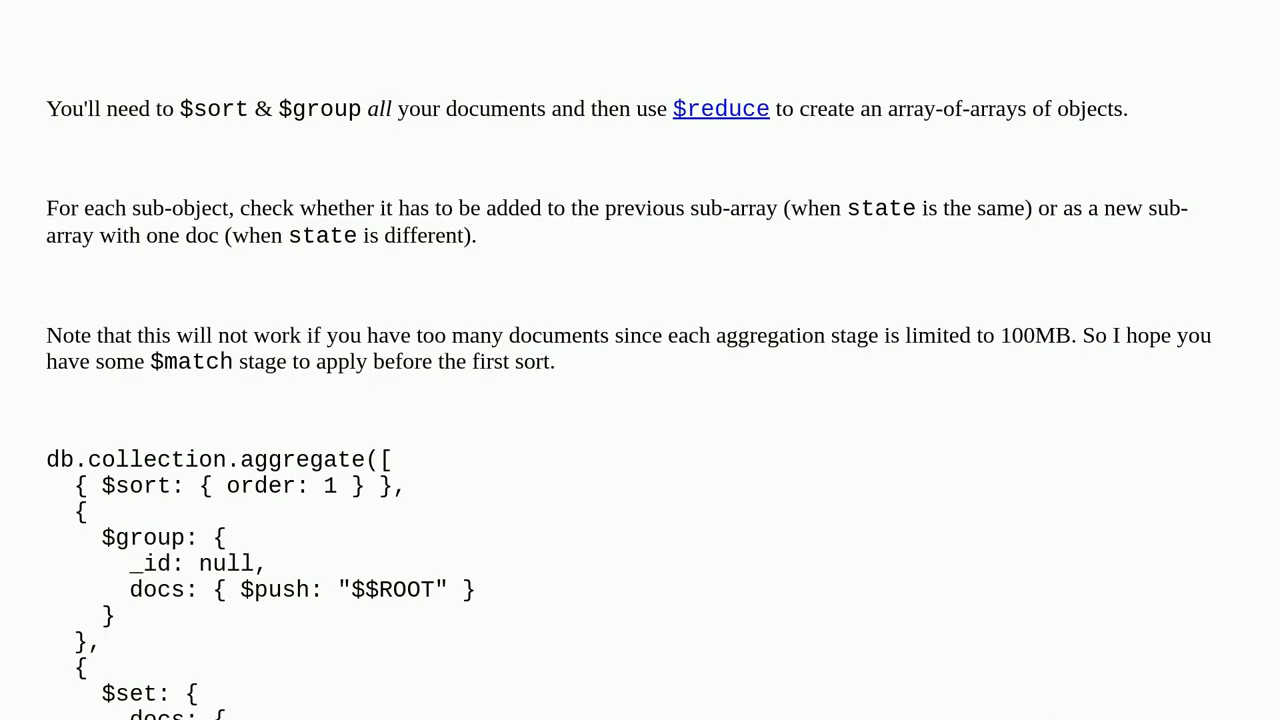 You'll need to $sort & $group all your documents and then use $reduce to create an array-of-arrays of objects.
For each sub-object, check whether it has to be added to the previous sub-array (when state is the same) or as a new sub-
array with one doc (when state is different).
Note that this will not work if you have too many documents since each aggregation stage is limited to 100MB. So I hope you
have some $match stage to apply before the first sort.
db.collection.aggregate([
  { $sort: { order: 1 } },
  {
    $group: {
      _id: null,
      docs: { $push: "$$ROOT" }
    }
  },
  {
    $set: {
      docs: {